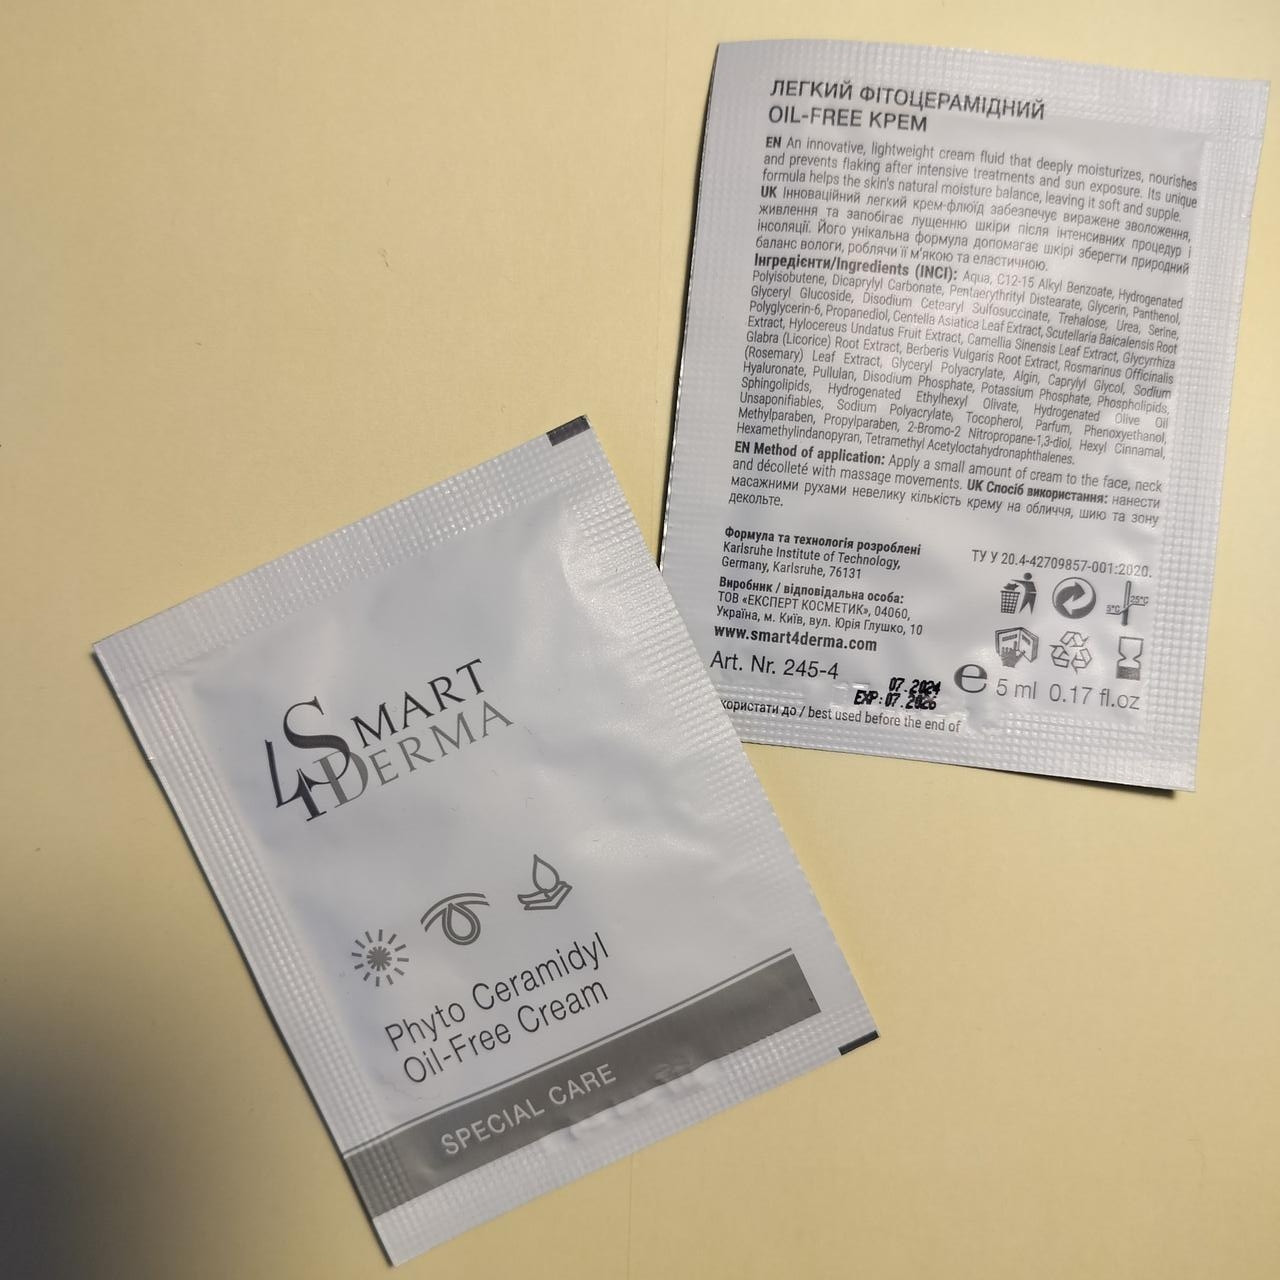 SMART
4DERMA
Phyto Ceramidyl
Oil-Free Cream
SPECIAL CARE
ЛЕГКИЙ ФІТОЦЕРАМІДНИЙ
OIL-FREE КРЕМ
EN An innovative, lightweight cream fluid that deeply moisturizes, nourishes
and prevents flaking after intensive treatments and sun exposure. Its unique
formula helps the skin's natural moisture balance, leaving it soft and supple.
UK Інноваційний легкий крем-флюїд забезпечує виражене зволоження,
живлення та запобігає лущенню шкіри після інтенсивних процедур і
інсоляції. Його унікальна формула допомагає шкірі зберегти природний
баланс вологи, роблячи її м'якою та еластичною.
Інгредієнти/Ingredients (INCI): Aqua, C12-15 Alkyl Benzoate, Hydrogenated
Polyisobutene, Dicaprylyl Carbonate, Pentaerythrityl Distearate, Glycerin, Panthenol,
Glyceryl Glucoside, Disodium Cetearyl Sulfosuccinate, Trehalose, Urea, Serine,
Polyglycerin-6, Propanediol, Centella Asiatica Leaf Extract, Scutellaria Baicalensis Root
Extract, Hylocereus Undatus Fruit Extract, Camellia Sinensis Leaf Extract, Glycyrrhiza
Glabra (Licorice) Root Extract, Berberis Vulgaris Root Extract, Rosmarinus Officinalis
(Rosemary) Leaf Extract, Glyceryl Polyacrylate, Algin, Caprylyl Glycol, Sodium
Hyaluronate, Pullulan, Disodium Phosphate, Potassium Phosphate, Phospholipids,
Sphingolipids, Hydrogenated Ethylhexyl Olivate, Hydrogenated Olive Oil
Unsaponifiables, Sodium Polyacrylate, Tocopherol, Parfum, Phenoxyethanol,
Methylparaben, Propylparaben, 2-Bromo-2 Nitropropane-1,3-diol, Hexyl Cinnamal,
Hexamethylindanopyran, Tetramethyl Acetyloctahydronaphthalenes.
EN Method of application: Apply a small amount of cream to the face, neck
and décolleté with massage movements. UK Спосіб використання: нанести
масажними рухами невелику кількість крему на обличчя, шию та зону
декольте.
Формула та технологія розроблені
Karlsruhe Institute of Technology,
Germany, Karlsruhe, 76131
Виробник / відповідальна особа:
ТОВ «ЕКСПЕРТ КОСМЕТИК», 04060,
Україна, м. Київ, вул. Юрія Глушко, 10
www.smart4derma.com
Art. Nr. 245-4
ТУ У 20.4-42709857-001:2020.
5°C 25°C
℮ 5 ml 0.17 fl.oz
07.2024
EXP:07.2026
користати до / best used before the end of